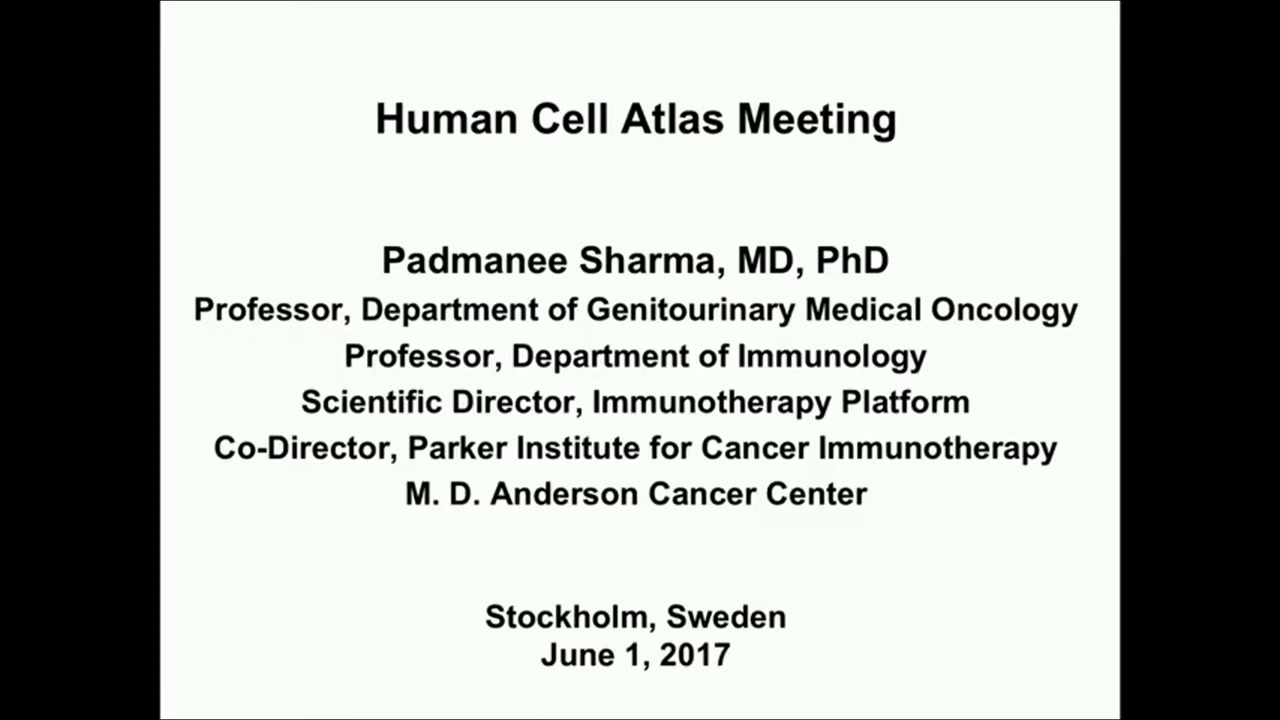 Human Cell Atlas Meeting
Padmanee Sharma, MD, PhD
Professor, Department of Genitourinary Medical Oncology
Professor, Department of Immunology
Scientific Director, Immunotherapy Platform
Co-Director, Parker Institute for Cancer Immunotherapy
M. D. Anderson Cancer Center
Stockholm, Sweden
June 1, 2017